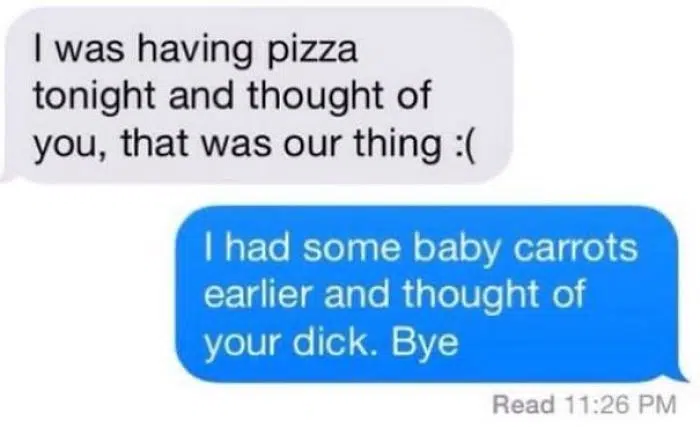 I was having pizza
tonight and thought of
you, that was our thing :(
I had some baby carrots
earlier and thought of
your dick. Bye
Read 11:26 PM